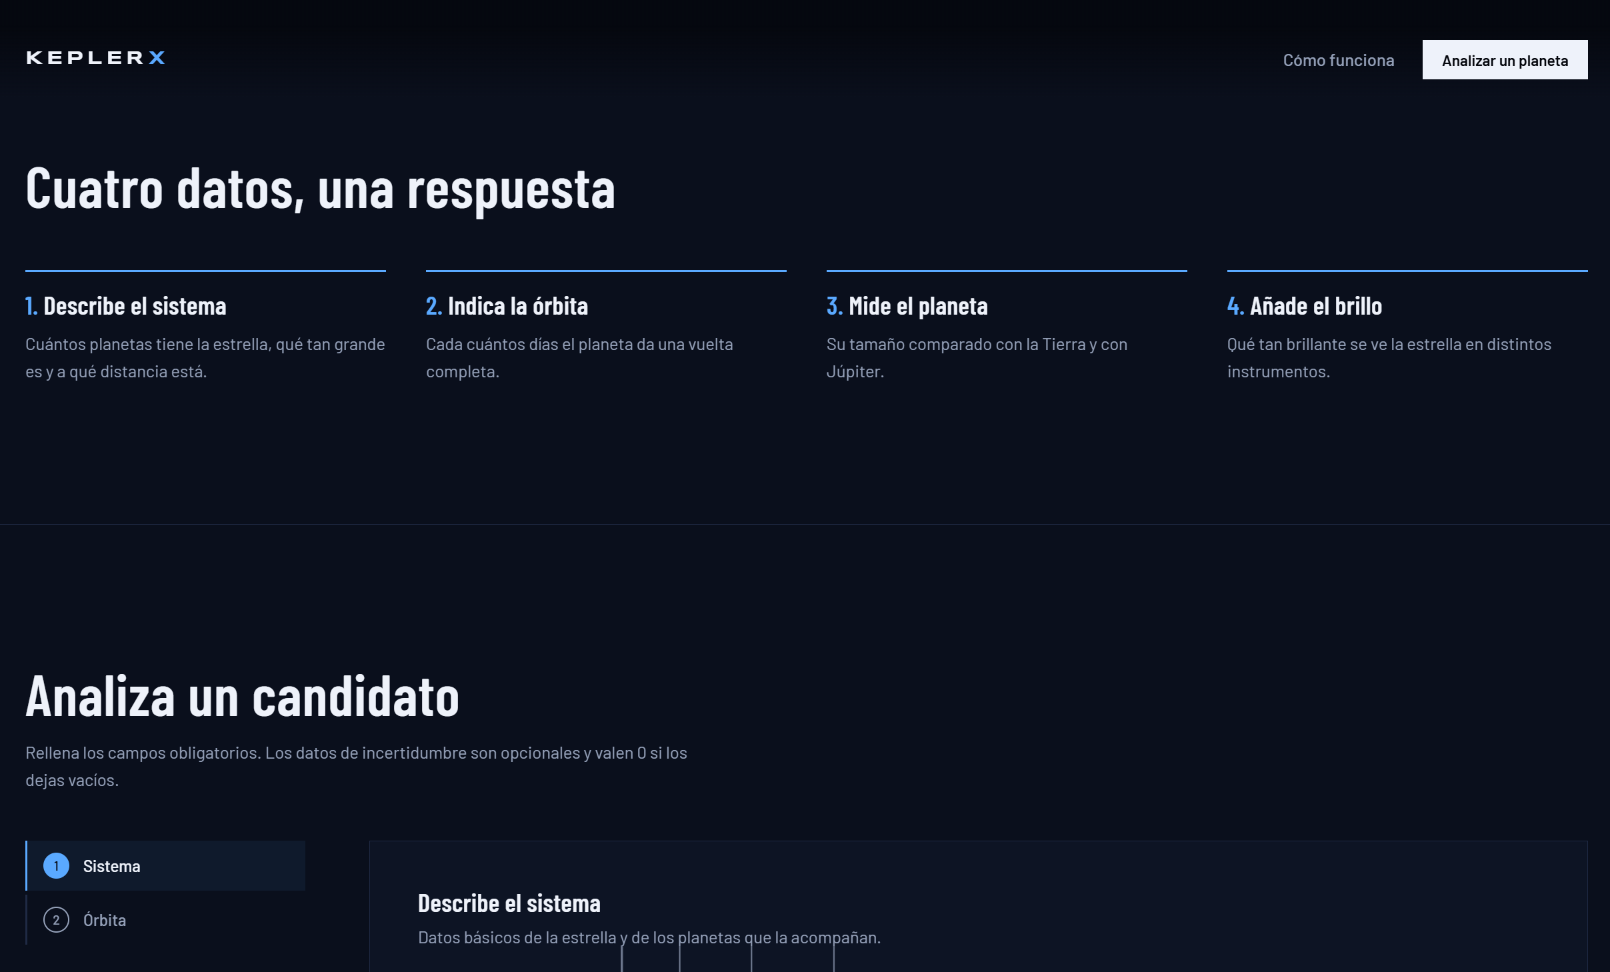 KEPLERX
Cómo funciona
Analizar un planeta
Cuatro datos, una respuesta
1. Describe el sistema
Cuántos planetas tiene la estrella, qué tan grande
es y a qué distancia está.
2. Indica la órbita
Cada cuántos días el planeta da una vuelta
completa.
3. Mide el planeta
Su tamaño comparado con la Tierra y con
Júpiter.
4. Añade el brillo
Qué tan brillante se ve la estrella en distintos
instrumentos.
Analiza un candidato
Rellena los campos obligatorios. Los datos de incertidumbre son opcionales y valen 0 si los
dejas vacíos.
1 Sistema
2 Órbita
Describe el sistema
Datos básicos de la estrella y de los planetas que la acompañan.